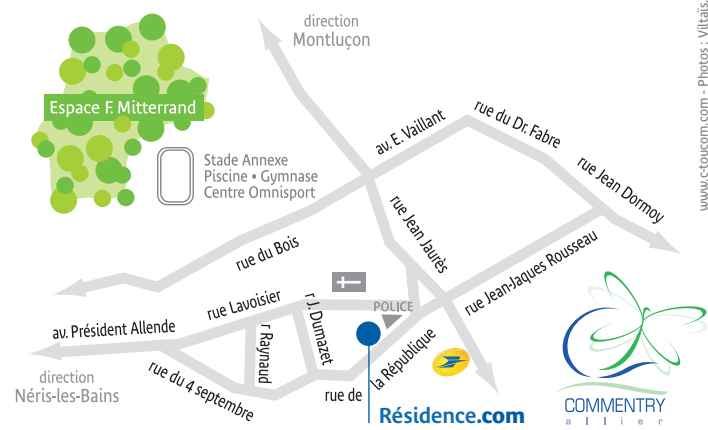 direction
Montluçon
Espace F. Mitterrand
Stade Annexe
Piscine • Gymnase
Centre Omnisport
av. E. Vaillant
rue du Dr. Fabre
rue Jean Dormoy
rue Jean Jaurès
rue du Bois
rue Jean-Jaques Rousseau
rue Lavoisier
r J. Dumazet
POLICE
av. Président Allende
r Raynaud
rue du 4 septembre
rue de
la République
direction
Néris-les-Bains
Résidence.com
COMMENTRY
allier
www.c-toucom.com - Photos : Viltaïs.